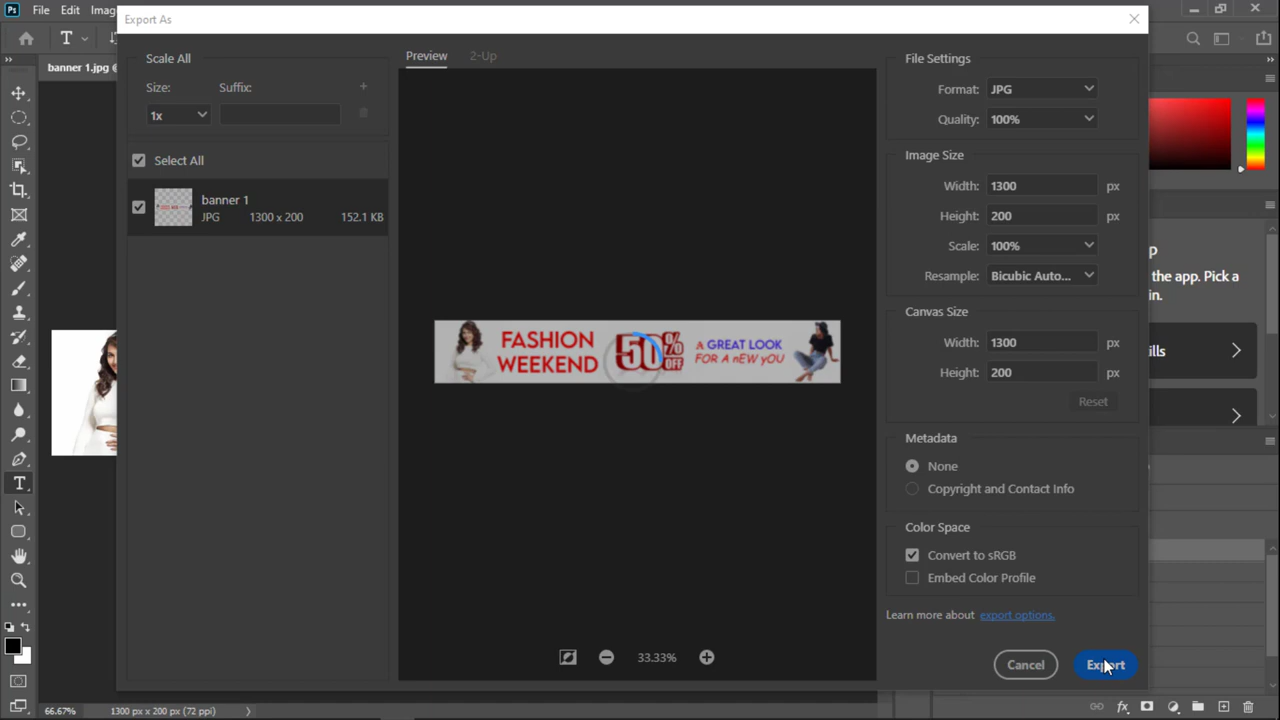 Ps File Edit Imag
Export As
T
banner 1.jpg @
Scale All
Size: Suffix:
1x
Select All
banner 1
JPG 1300 x 200 152.1 KB
Preview 2-Up
FASHION
WEEKEND
50% OFF
A GREAT LOOK
FOR A nEW yOU
33.33%
File Settings
Format: JPG
Quality: 100%
Image Size
Width: 1300 px
Height: 200 px
Scale: 100%
Resample: Bicubic Auto...
Canvas Size
Width: 1300 px
Height: 200 px
Reset
Metadata
None
Copyright and Contact Info
Color Space
Convert to sRGB
Embed Color Profile
Learn more about export options.
Cancel Export
p
the app. Pick a
in.
ills
T
fx
66.67% 1300 px x 200 px (72 ppi)